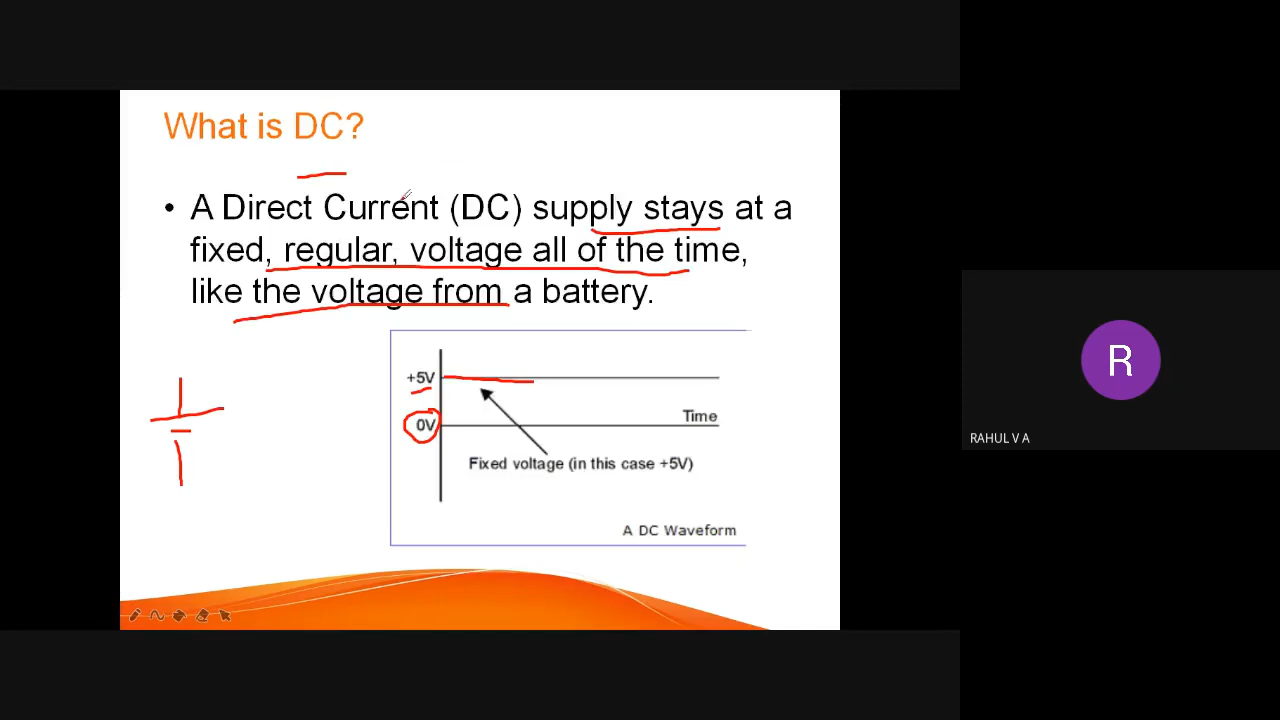 What is DC?
• A Direct Current (DC) supply stays at a
fixed, regular, voltage all of the time,
like the voltage from a battery.
+5V
0V
Time
Fixed voltage (in this case +5V)
A DC Waveform
R
RAHUL V A